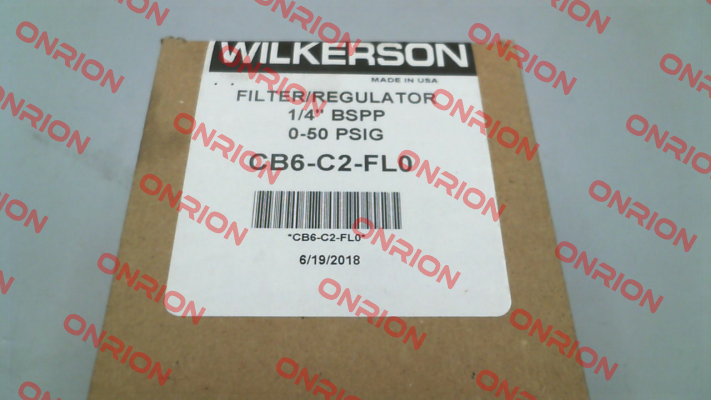 WILKERSON
MADE IN USA
FILTER/REGULATOR
1/4" BSPP
0-50 PSIG
CB6-C2-FL0
*CB6-C2-FL0*
6/19/2018
ONRION